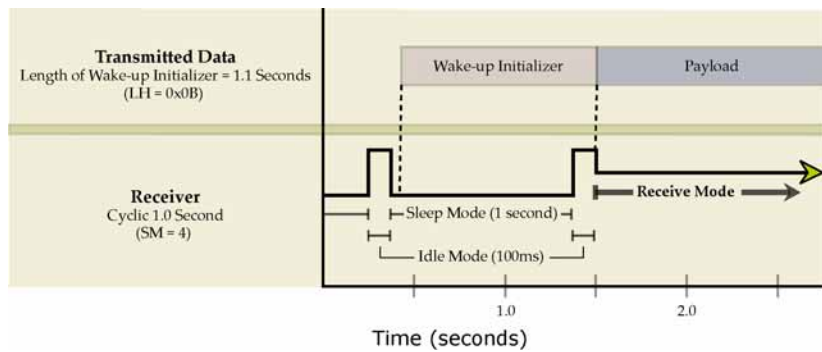 Transmitted Data
Length of Wake-up Initializer = 1.1 Seconds
(LH = 0x0B)
Wake-up Initializer
Payload
Receiver
Cyclic 1.0 Second
(SM = 4)
Receive Mode
Sleep Mode (1 second)
Idle Mode (100ms)
1.0
2.0
Time (seconds)